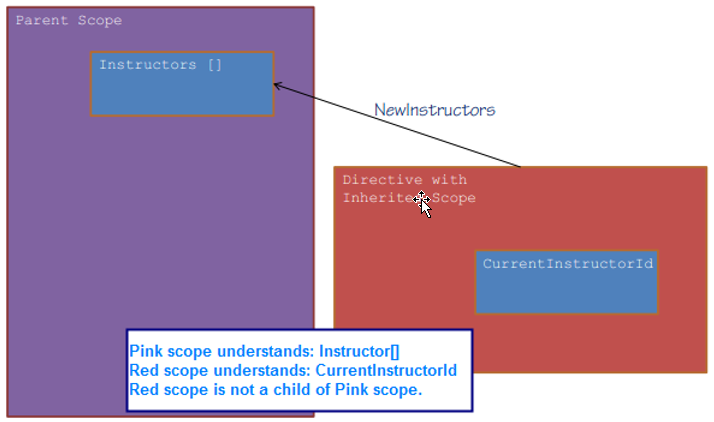 Parent Scope
Instructors []
NewInstructors
Directive with
Inherited Scope
CurrentInstructorId
Pink scope understands: Instructor[]
Red scope understands: CurrentInstructorId
Red scope is not a child of Pink scope.